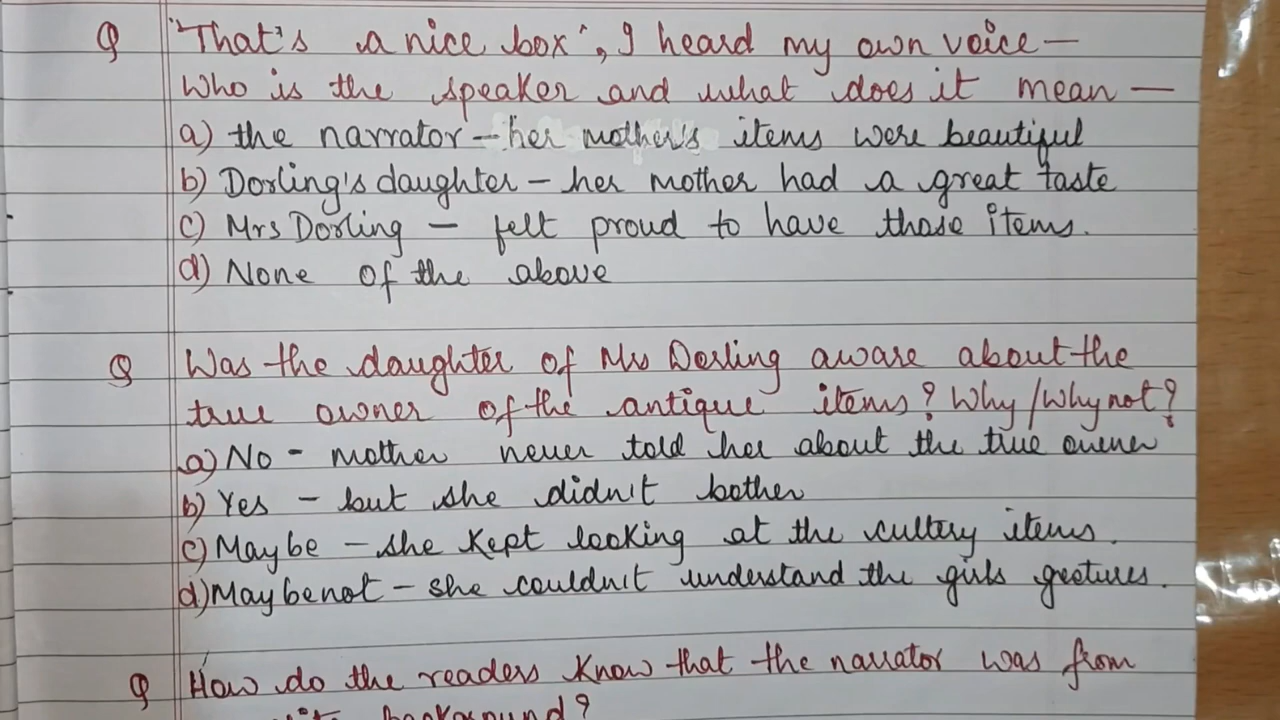 Q "That's a nice box", I heard my own voice —
Who is the speaker and what does it mean —
a) the narrator — her mother's items were beautiful
b) Dorling's daughter — her mother had a great taste
c) Mrs Dorling — felt proud to have those items.
d) None of the above
Q Was the daughter of Mrs Dorling aware about the
true owner of the antique items? Why/Why not?
a) No - mother never told her about the true owner
b) Yes - but she didn't bother
c) Maybe - she kept looking at the cultery items.
d) Maybe not - she couldn't understand the girls gestures.
Q How do the readers know that the narrator was from
background?